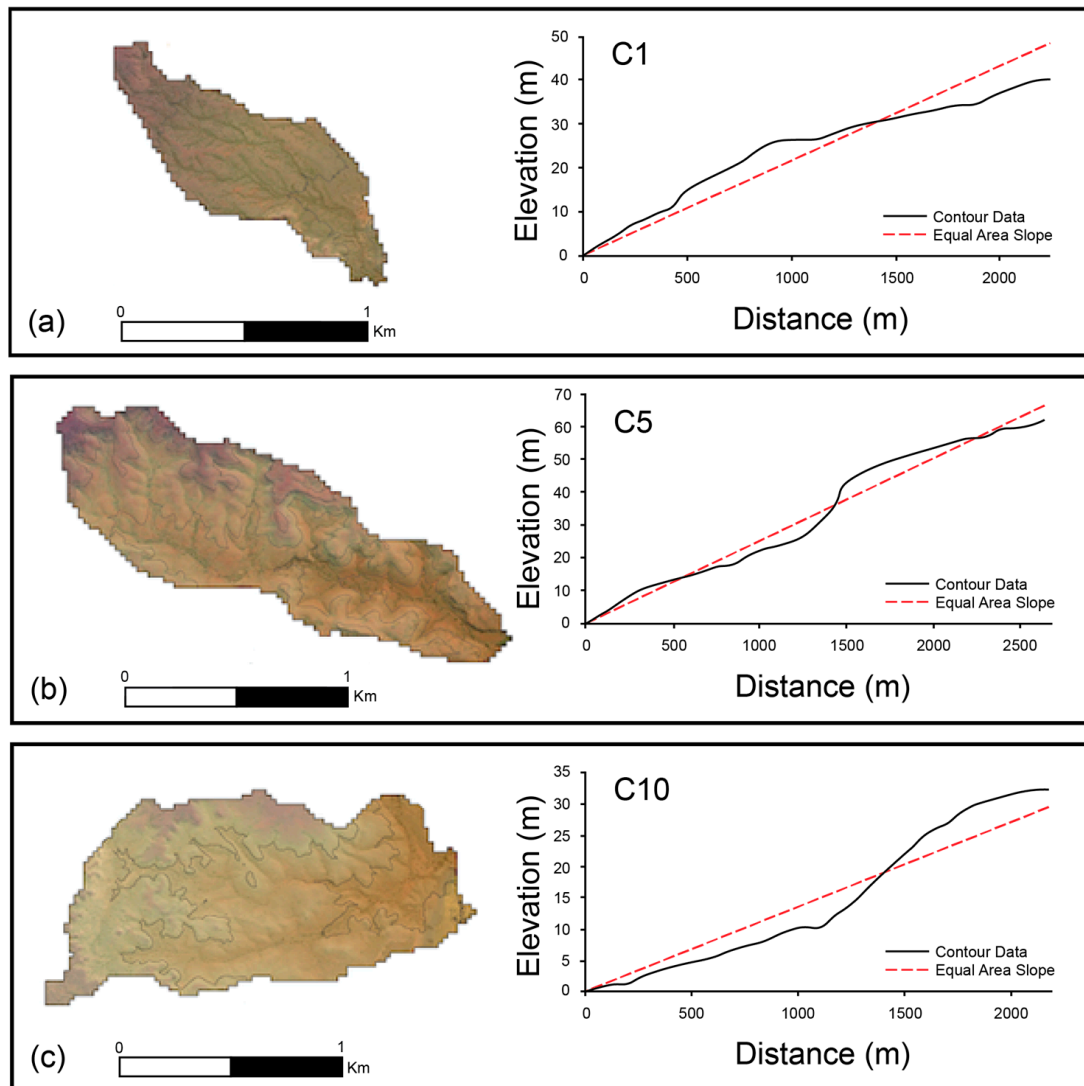 (a)
0 1
Km
C1
Elevation (m)
50
40
30
20
10
0
0 500 1000 1500 2000
Distance (m)
Contour Data
Equal Area Slope
(b)
0 1
Km
C5
Elevation (m)
70
60
50
40
30
20
10
0
0 500 1000 1500 2000 2500
Distance (m)
Contour Data
Equal Area Slope
(c)
0 1
Km
C10
Elevation (m)
35
30
25
20
15
10
5
0
0 500 1000 1500 2000
Distance (m)
Contour Data
Equal Area Slope